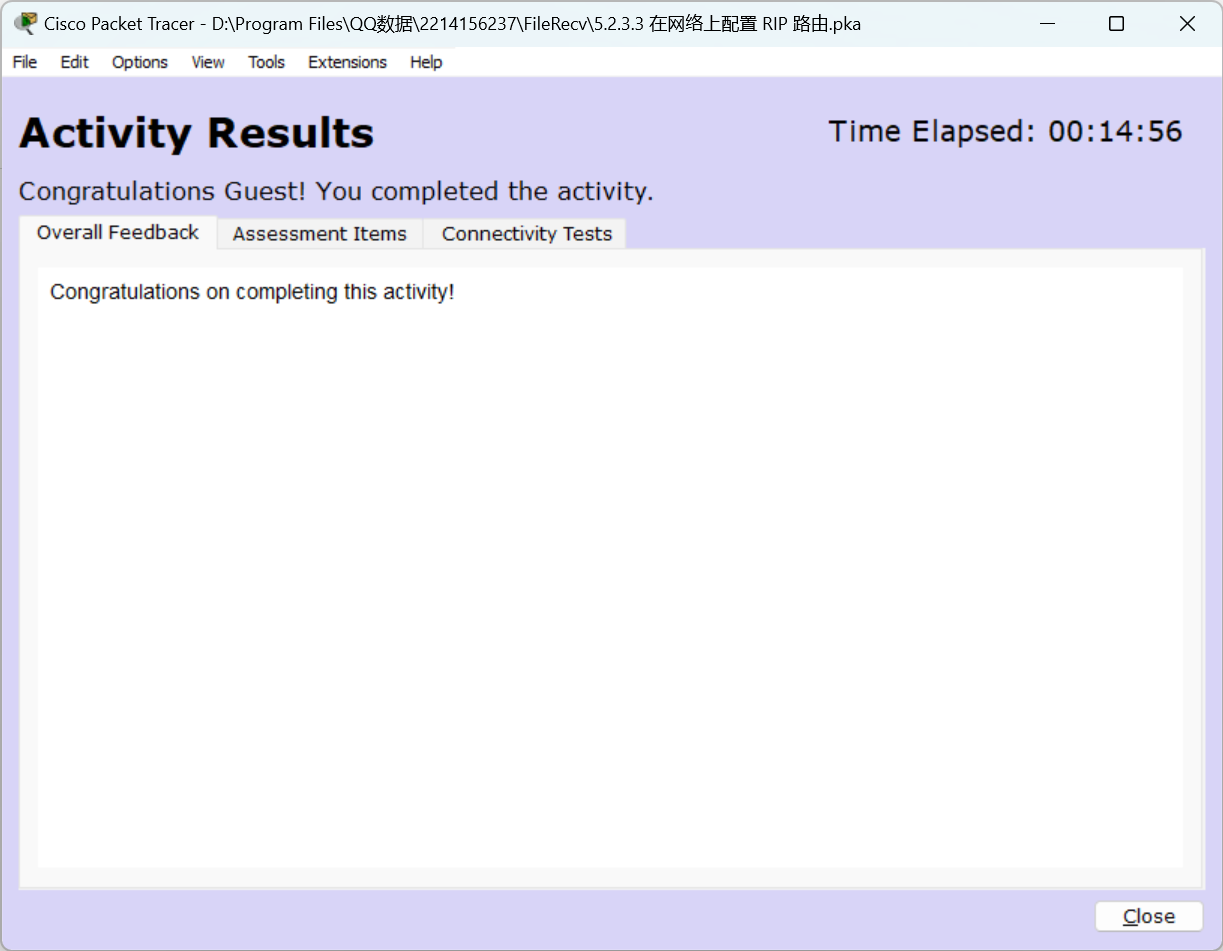 Cisco Packet Tracer - D:\Program Files\QQ数据\2214156237\FileRecv\5.2.3.3 在网络上配置 RIP 路由.pka
File Edit Options View Tools Extensions Help
Activity Results
Time Elapsed: 00:14:56
Congratulations Guest! You completed the activity.
Overall Feedback Assessment Items Connectivity Tests
Congratulations on completing this activity!
Close